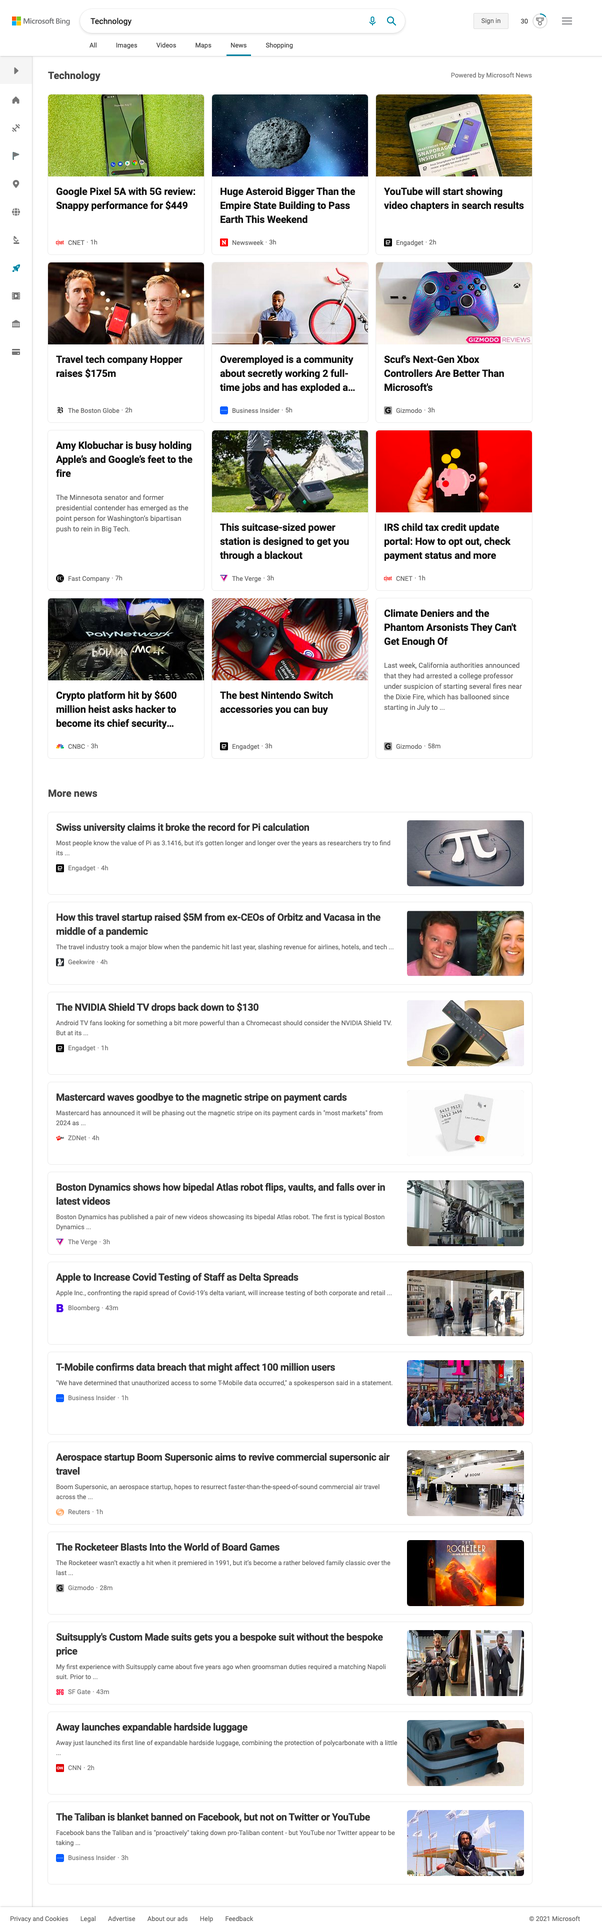 Microsoft Bing
Technology
Sign in
30
All Images Videos Maps News Shopping
Technology
Powered by Microsoft News
Google Pixel 5A with 5G review:
Snappy performance for $449
CNET · 1h
Huge Asteroid Bigger Than the
Empire State Building to Pass
Earth This Weekend
Newsweek · 3h
YouTube will start showing
video chapters in search results
Engadget · 2h
Travel tech company Hopper
raises $175m
The Boston Globe · 2h
Overemployed is a community
about secretly working 2 full-
time jobs and has exploded a...
Business Insider · 5h
GIZMODO REVIEWS
Scuf's Next-Gen Xbox
Controllers Are Better Than
Microsoft's
Gizmodo · 3h
Amy Klobuchar is busy holding
Apple's and Google's feet to the
fire
The Minnesota senator and former
presidential contender has emerged as the
point person for Washington's bipartisan
push to rein in Big Tech.
Fast Company · 7h
This suitcase-sized power
station is designed to get you
through a blackout
The Verge · 3h
IRS child tax credit update
portal: How to opt out, check
payment status and more
CNET · 1h
PolyNetwork
Crypto platform hit by $600
million heist asks hacker to
become its chief security...
CNBC · 3h
The best Nintendo Switch
accessories you can buy
Engadget · 3h
Climate Deniers and the
Phantom Arsonists They Can't
Get Enough Of
Last week, California authorities announced
that they had arrested a college professor
under suspicion of starting several fires near
the Dixie Fire, which has ballooned since
starting in July to ...
Gizmodo · 58m
More news
Swiss university claims it broke the record for Pi calculation
Most people know the value of Pi as 3.1416, but it's gotten longer and longer over the years as researchers try to find
its ...
Engadget · 4h
π
How this travel startup raised $5M from ex-CEOs of Orbitz and Vacasa in the
middle of a pandemic
The travel industry took a major blow when the pandemic hit last year, slashing revenue for airlines, hotels, and tech ...
Geekwire · 4h
The NVIDIA Shield TV drops back down to $130
Android TV fans looking for something a bit more powerful than a Chromecast should consider the NVIDIA Shield TV.
But at its ...
Engadget · 1h
Mastercard waves goodbye to the magnetic stripe on payment cards
Mastercard has announced it will be phasing out the magnetic stripe on its payment cards in "most markets" from
2024 as ...
ZDNet · 4h
Boston Dynamics shows how bipedal Atlas robot flips, vaults, and falls over in
latest videos
Boston Dynamics has published a pair of new videos showcasing its bipedal Atlas robot. The first is typical Boston
Dynamics ...
The Verge · 3h
Apple to Increase Covid Testing of Staff as Delta Spreads
Apple Inc., confronting the rapid spread of Covid-19's delta variant, will increase testing of both corporate and retail ...
Bloomberg · 43m
T-Mobile confirms data breach that might affect 100 million users
"We have determined that unauthorized access to some T-Mobile data occurred," a spokesperson said in a statement.
Business Insider · 1h
Aerospace startup Boom Supersonic aims to revive commercial supersonic air
travel
Boom Supersonic, an aerospace startup, hopes to resurrect faster-than-the-speed-of-sound commercial air travel
across the ...
Reuters · 1h
BOOM
The Rocketeer Blasts Into the World of Board Games
The Rocketeer wasn't exactly a hit when it premiered in 1991, but it's become a rather beloved family classic over the
last ...
Gizmodo · 28m
THE
ROCKETEER
Suitsupply's Custom Made suits gets you a bespoke suit without the bespoke
price
My first experience with Suitsupply came about five years ago when groomsman duties required a matching Napoli
suit. Prior to ...
SF Gate · 43m
Away launches expandable hardside luggage
Away just launched its first line of expandable hardside luggage, combining the protection of polycarbonate with a little
...
CNN · 2h
The Taliban is blanket banned on Facebook, but not on Twitter or YouTube
Facebook bans the Taliban and is "proactively" taking down pro-Taliban content - but YouTube nor Twitter appear to be
taking ...
Business Insider · 3h
Privacy and Cookies Legal Advertise About our ads Help Feedback
© 2021 Microsoft